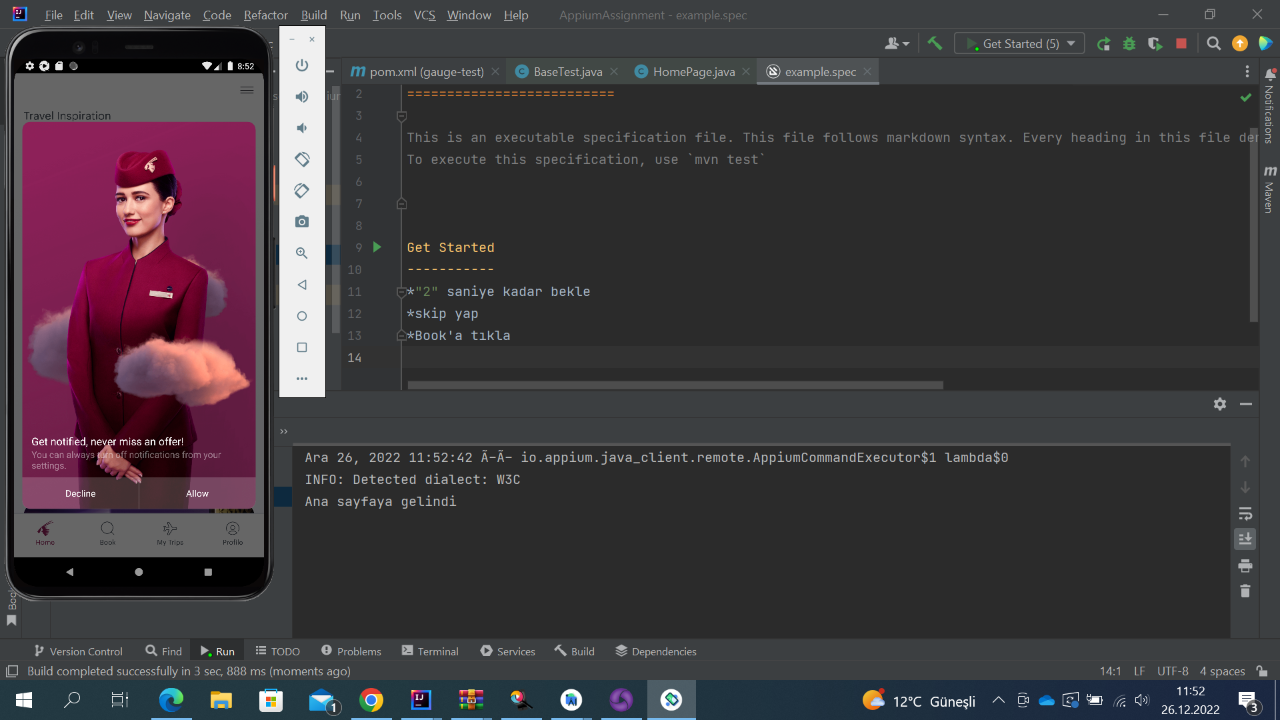 File Edit View Navigate Code Refactor Build Run Tools VCS Window Help AppiumAssignment - example.spec
Get Started (5)
pom.xml (gauge-test) BaseTest.java HomePage.java example.spec
8:52
Travel Inspiration
Get notified, never miss an offer!
You can always turn off notifications from your
settings.
Decline Allow
Home Book My Trips Profile
2 ==========================
3
4 This is an executable specification file. This file follows markdown syntax. Every heading in this file den
5 To execute this specification, use `mvn test`
6
7
8
9 Get Started
10 -----------
11 *"2" saniye kadar bekle
12 *skip yap
13 *Book'a tıkla
14
Notifications
Maven
Ara 26, 2022 11:52:42 Ã-Ã- io.appium.java_client.remote.AppiumCommandExecutor$1 lambda$0
INFO: Detected dialect: W3C
Ana sayfaya gelindi
Version Control Find Run TODO Problems Terminal Services Build Dependencies
Build completed successfully in 3 sec, 888 ms (moments ago) 14:1 LF UTF-8 4 spaces
1 12°C Güneşli 11:52
26.12.2022 3